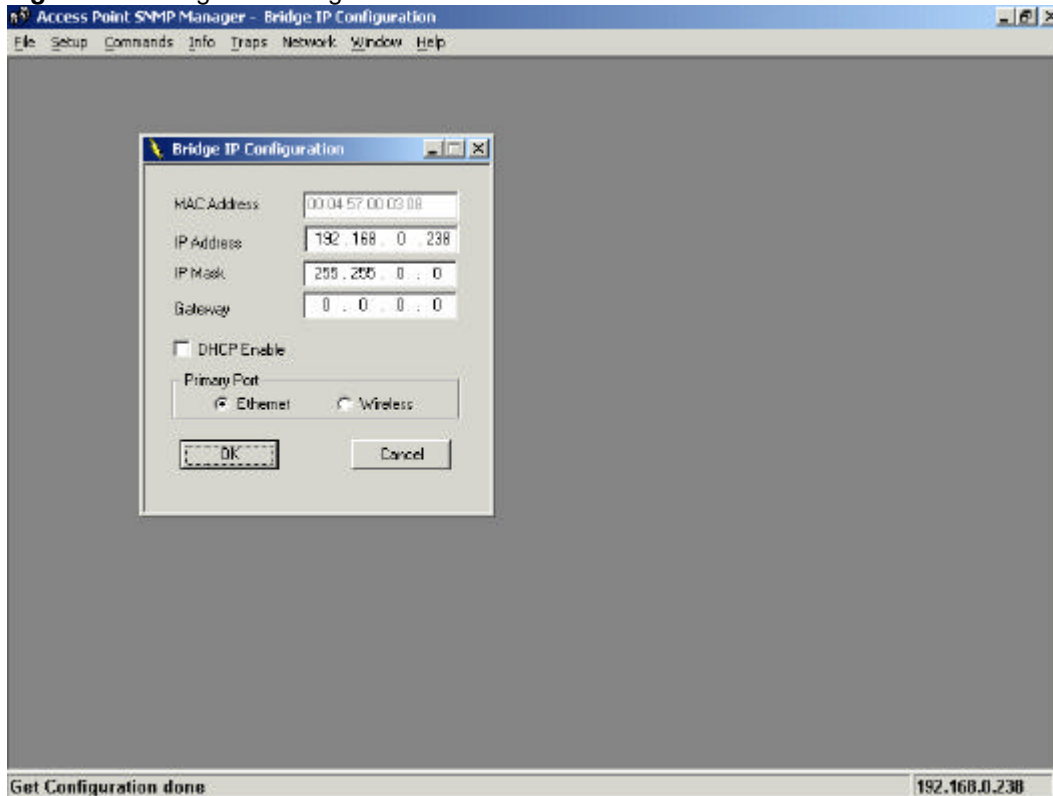 Access Point SNMP Manager - Bridge IP Configuration
File Setup Commands Info Traps Network Window Help
Bridge IP Configuration
MAC Address 00 04 57 00 03 08
IP Address 192 . 168 . 0 . 238
IP Mask 255 . 255 . 0 . 0
Gateway 0 . 0 . 0 . 0
DHCP Enable
Primary Port
Ethernet Wireless
OK Cancel
Get Configuration done 192.168.0.238